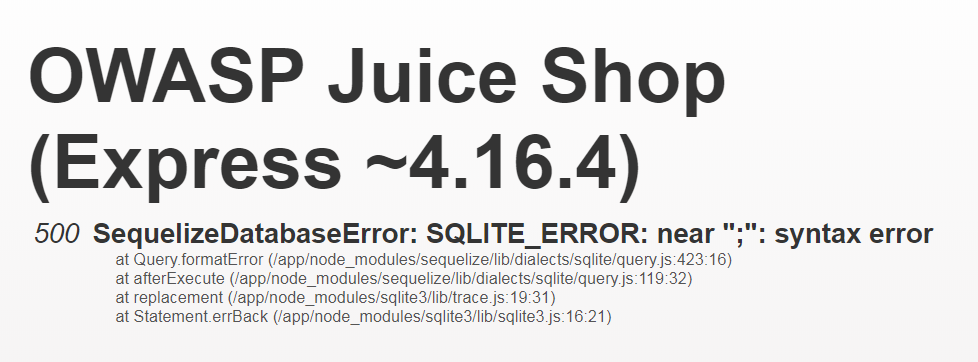 OWASP Juice Shop
(Express ~4.16.4)
500 SequelizeDatabaseError: SQLITE_ERROR: near ";": syntax error
at Query.formatError (/app/node_modules/sequelize/lib/dialects/sqlite/query.js:423:16)
at afterExecute (/app/node_modules/sequelize/lib/dialects/sqlite/query.js:119:32)
at replacement (/app/node_modules/sqlite3/lib/trace.js:19:31)
at Statement.errBack (/app/node_modules/sqlite3/lib/sqlite3.js:16:21)